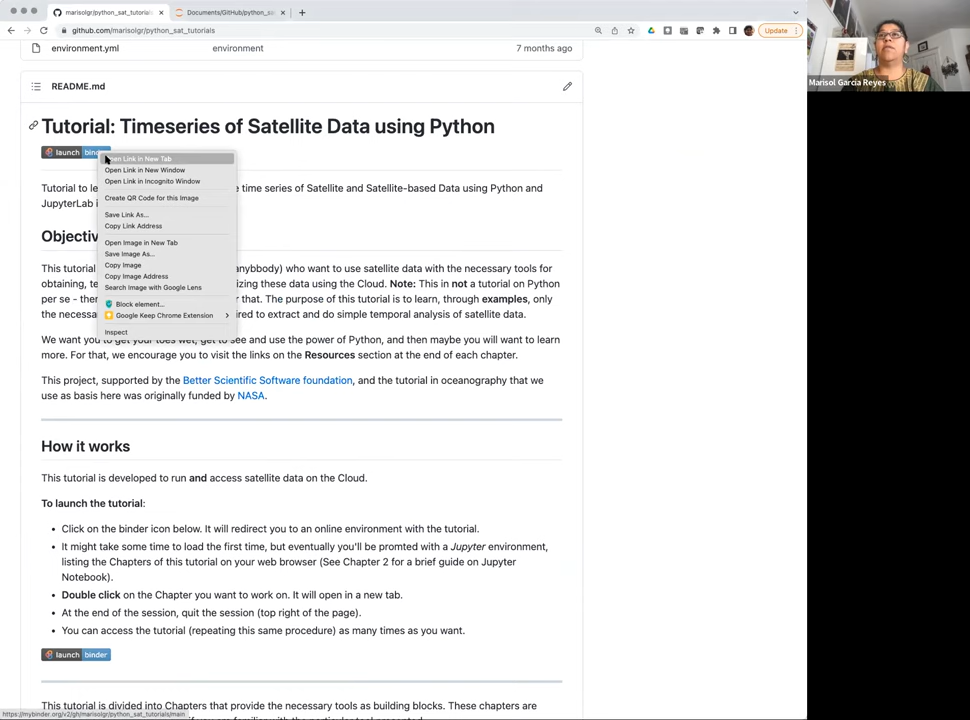 marisolgr/python_sat_tutorials
Documents/GitHub/python_sat
github.com/marisolgr/python_sat_tutorials
Update
Marisol Garcia Reyes
environment.yml
environment
7 months ago
README.md
Tutorial: Timeseries of Satellite Data using Python
launch
Open Link in New Tab
Open Link in New Window
Open Link in Incognito Window
Create QR Code for this Image
Save Link As...
Copy Link Address
Open Image in New Tab
Save Image As...
Copy Image
Copy Image Address
Search Image with Google Lens
Block element...
Google Keep Chrome Extension
Inspect
Tutorial to le
e time series of Satellite and Satellite-based Data using Python and
JupyterLab
Objectiv
This tutorial
anybbody) who want to use satellite data with the necessary tools for
obtaining, te
izing these data using the cloud. Note: This in not a tutorial on Python
per se - ther
r that. The purpose of this tutorial is to learn, through examples, only
the necessa
ired to extract and do simple temporal analysis of satellite data.
We want you to get your toes wet, get to see and use the power of Python, and then maybe you will want to learn
more. For that, we encourage you to visit the links on the Resources section at the end of each chapter.
This project, supported by the Better Scientific Software foundation, and the tutorial in oceanography that we
use as basis here was originally funded by NASA.
How it works
This tutorial is developed to run and access satellite data on the Cloud.
To launch the tutorial:
• Click on the binder icon below. It will redirect you to an online environment with the tutorial.
• It might take some time to load the first time, but eventually you'll be promted with a Jupyter environment,
listing the Chapters of this tutorial on your web browser (See Chapter 2 for a brief guide on Jupyter
Notebook).
• Double click on the Chapter you want to work on. It will open in a new tab.
• At the end of the session, quit the session (top right of the page).
• You can access the tutorial (repeating this same procedure) as many times as you want.
launch binder
This tutorial is divided into Chapters that provide the necessary tools as building blocks. These chapters are
https://mybinder.org/v2/gh/marisolgr/python_sat_tutorials/main